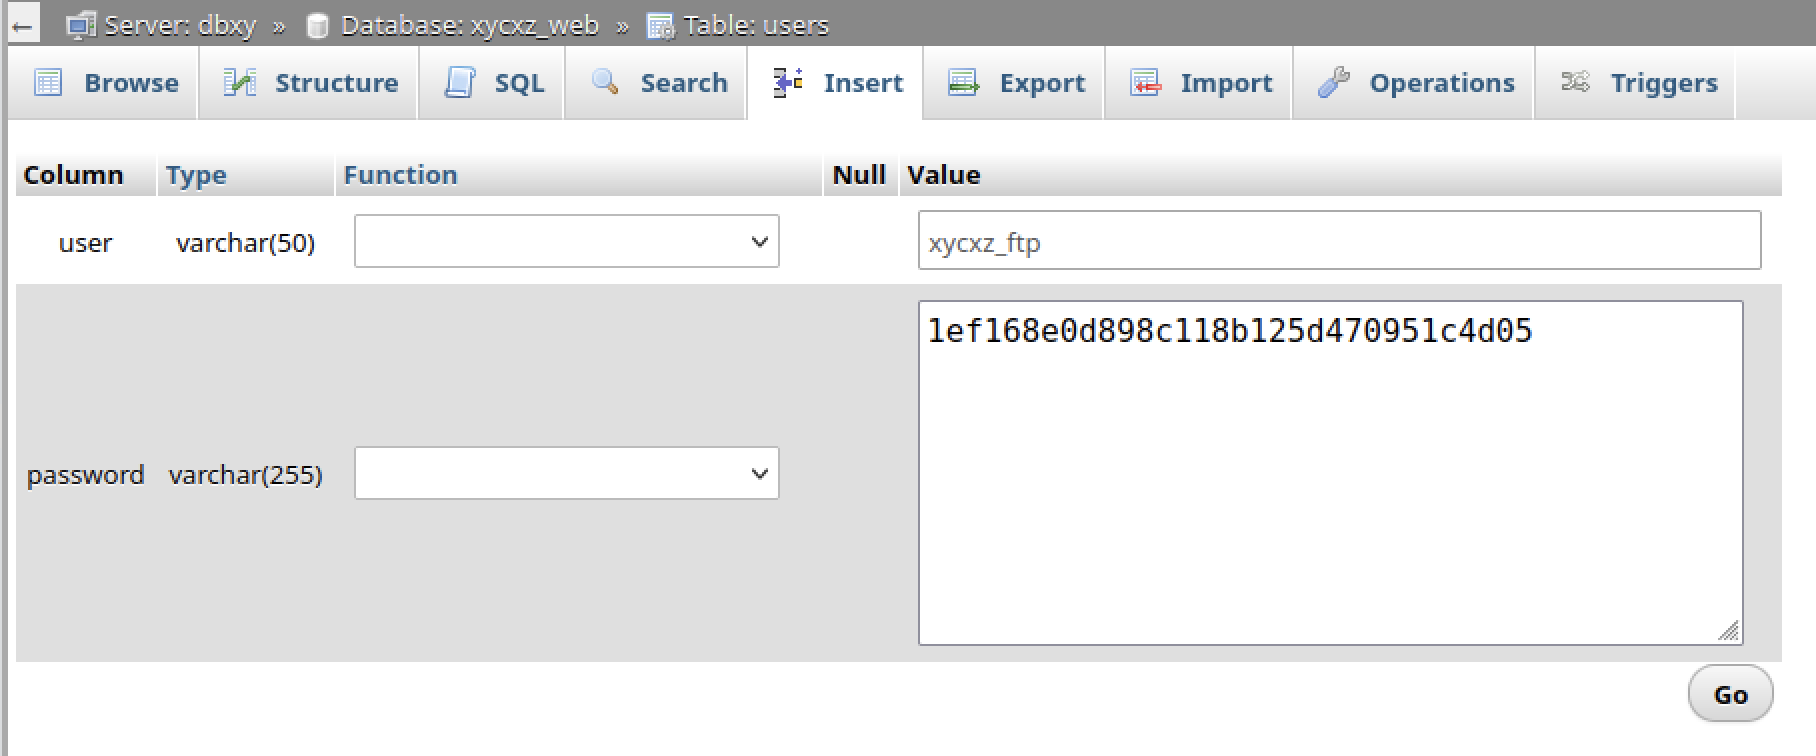 ← Server: dbxy » Database: xycxz_web » Table: users
Browse Structure SQL Search Insert Export Import Operations Triggers
Column Type Function Null Value
user varchar(50) xycxz_ftp
1ef168e0d898c118b125d470951c4d05
password varchar(255)
Go